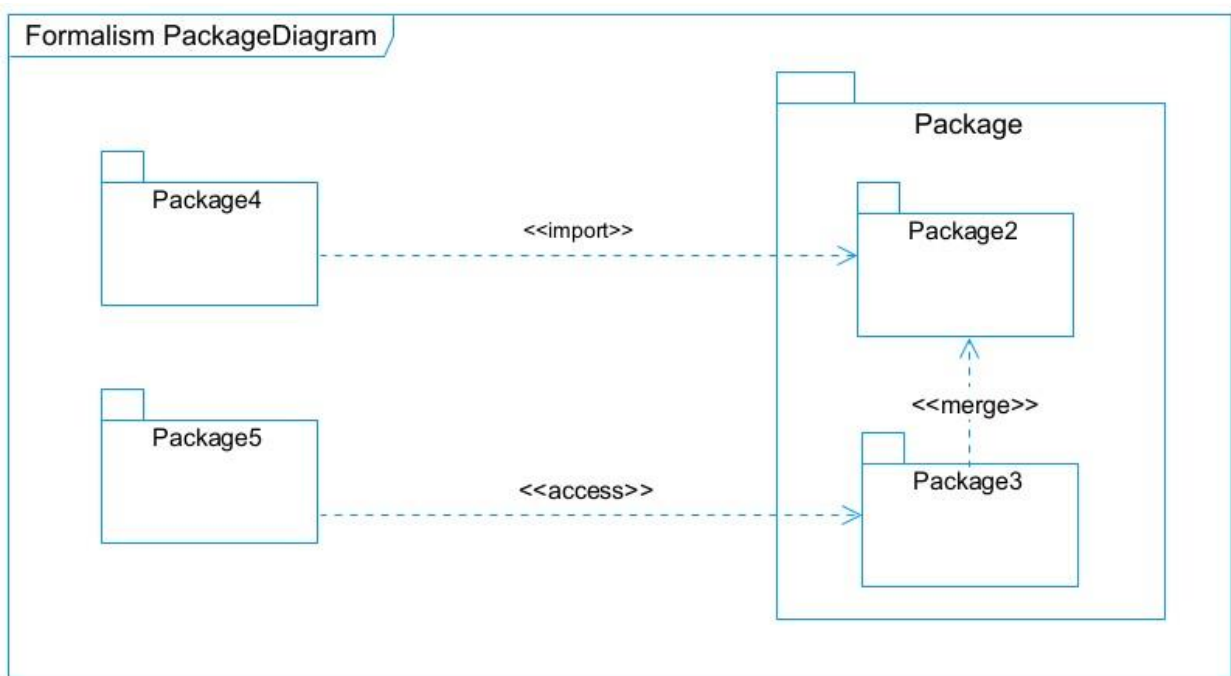 Formalism PackageDiagram
Package
Package4
<<import>>
Package2
<<merge>>
Package5
<<access>>
Package3